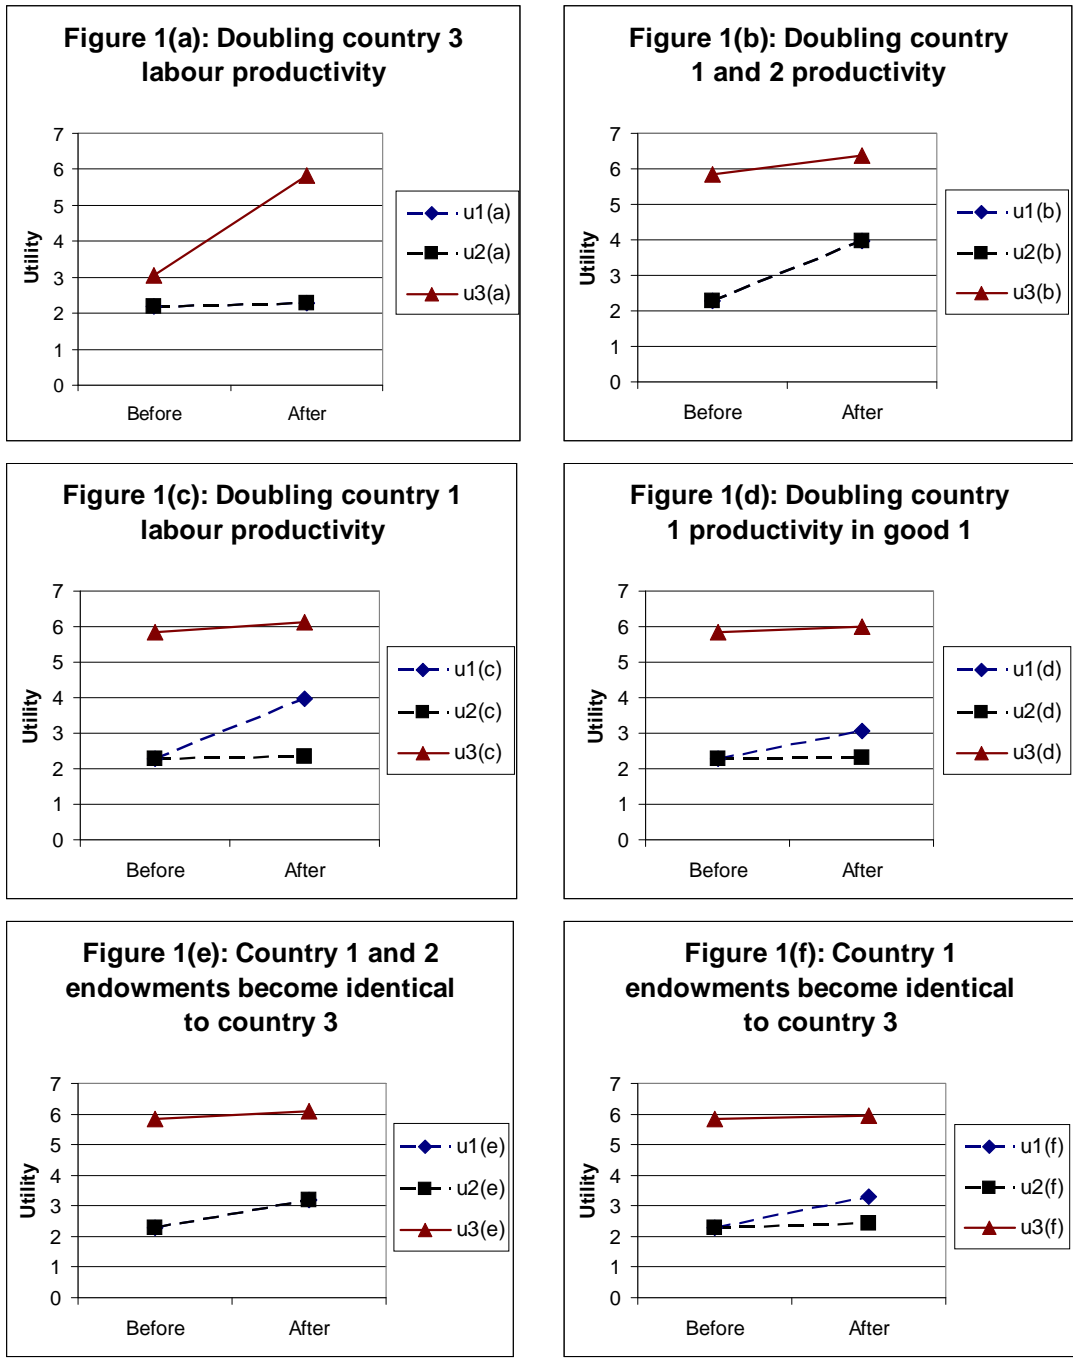 Figure 1(a): Doubling country 3
labour productivity
Utility
7
6
5
4
3
2
1
0
Before
After
u1(a)
u2(a)
u3(a)
Figure 1(b): Doubling country
1 and 2 productivity
Utility
7
6
5
4
3
2
1
0
Before
After
u1(b)
u2(b)
u3(b)
Figure 1(c): Doubling country 1
labour productivity
Utility
7
6
5
4
3
2
1
0
Before
After
u1(c)
u2(c)
u3(c)
Figure 1(d): Doubling country
1 productivity in good 1
Utility
7
6
5
4
3
2
1
0
Before
After
u1(d)
u2(d)
u3(d)
Figure 1(e): Country 1 and 2
endowments become identical
to country 3
Utility
7
6
5
4
3
2
1
0
Before
After
u1(e)
u2(e)
u3(e)
Figure 1(f): Country 1
endowments become identical
to country 3
Utility
7
6
5
4
3
2
1
0
Before
After
u1(f)
u2(f)
u3(f)